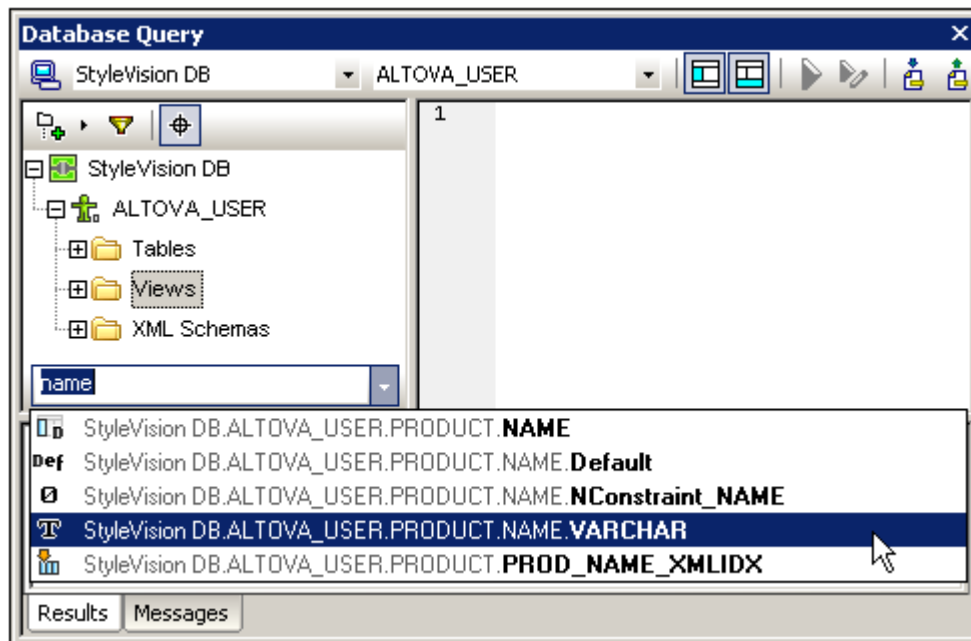 Database Query
StyleVision DB ALTOVA_USER
1
StyleVision DB
ALTOVA_USER
Tables
Views
XML Schemas
name
StyleVision DB.ALTOVA_USER.PRODUCT.NAME
Def StyleVision DB.ALTOVA_USER.PRODUCT.NAME.Default
StyleVision DB.ALTOVA_USER.PRODUCT.NAME.NConstraint_NAME
StyleVision DB.ALTOVA_USER.PRODUCT.NAME.VARCHAR
StyleVision DB.ALTOVA_USER.PRODUCT.PROD_NAME_XMLIDX
Results Messages